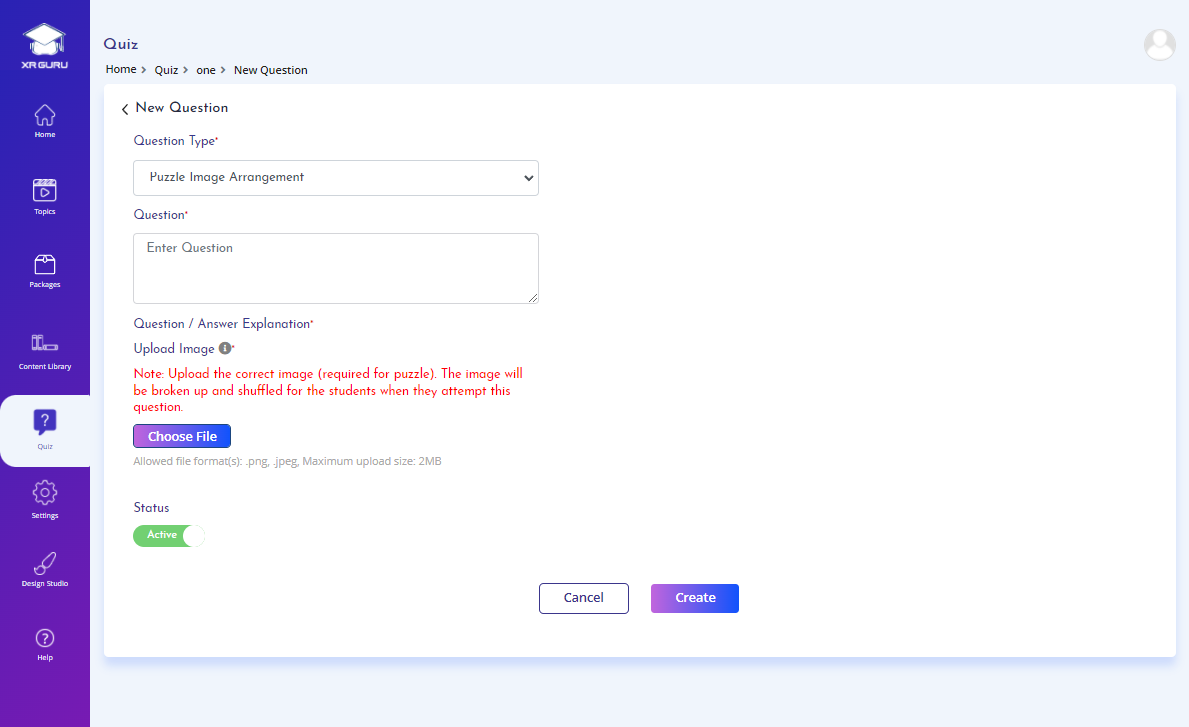 XR GURU
Home
Topics
Packages
Content Library
?
Quiz
Settings
Design Studio
?
Help
Quiz
Home > Quiz > one > New Question
New Question
Question Type*
Puzzle Image Arrangement
Question*
Enter Question
Question / Answer Explanation*
Upload Image i*
Note: Upload the correct image (required for puzzle). The image will
be broken up and shuffled for the students when they attempt this
question.
Choose File
Allowed file format(s): .png, .jpeg, Maximum upload size: 2MB
Status
Active
Cancel
Create